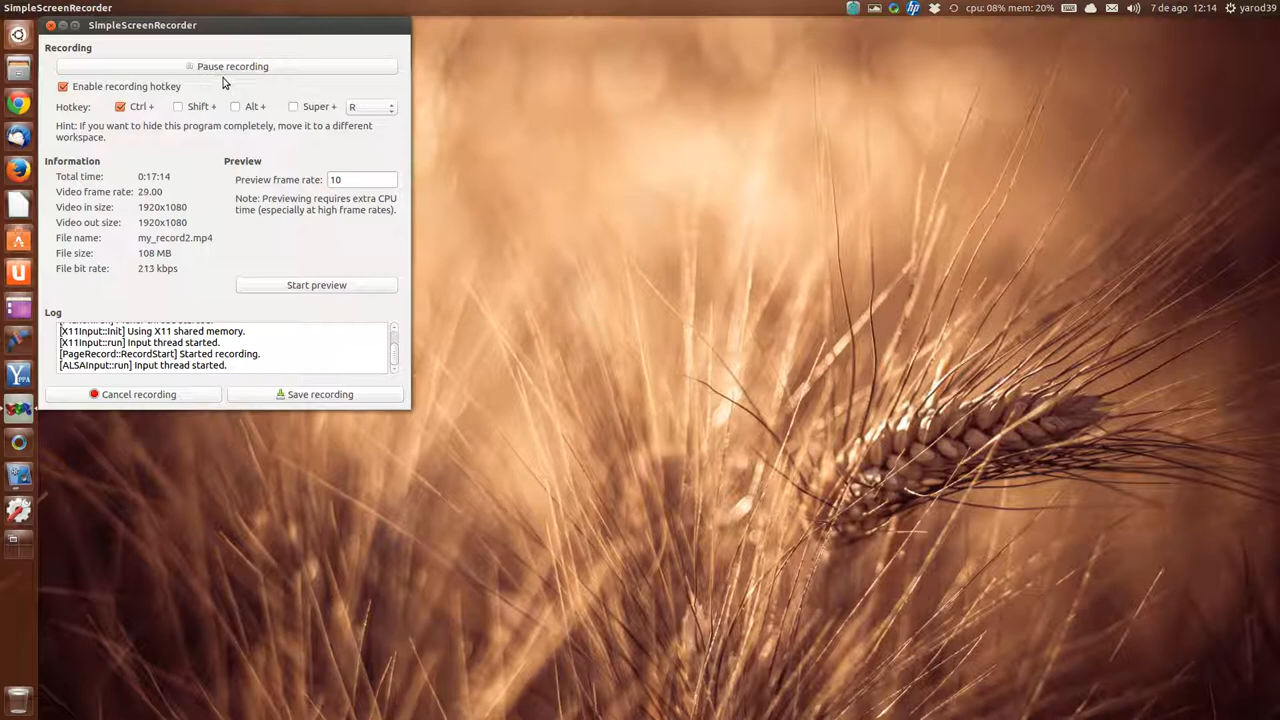 SimpleScreenRecorder
cpu: 08% mem: 20%
7 de ago
12:14
yarod39
SimpleScreenRecorder
Recording
Pause recording
Enable recording hotkey
Hotkey: Ctrl + Shift + Alt + Super + R
Hint: If you want to hide this program completely, move it to a different
workspace.
Information
Total time: 0:17:14
Video frame rate: 29.00
Video in size: 1920x1080
Video out size: 1920x1080
File name: my_record2.mp4
File size: 108 MB
File bit rate: 213 kbps
Preview
Preview frame rate: 10
Note: Previewing requires extra CPU
time (especially at high frame rates).
Start preview
Log
[X11Input::Init] Using X11 shared memory.
[X11Input::run] Input thread started.
[PageRecord::RecordStart] Started recording.
[ALSAInput::run] Input thread started.
Cancel recording
Save recording